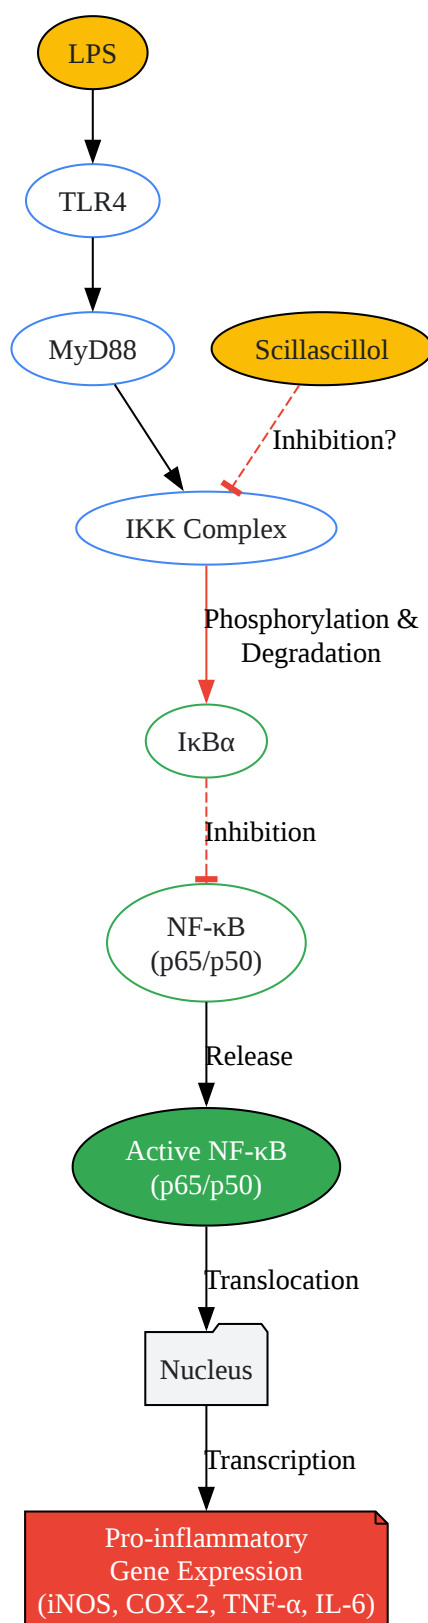 LPS
TLR4
MyD88
Scillascillol
Inhibition?
IKK Complex
Phosphorylation &
Degradation
IκBα
Inhibition
NF-κB
(p65/p50)
Release
Active NF-κB
(p65/p50)
Translocation
Nucleus
Transcription
Pro-inflammatory
Gene Expression
(iNOS, COX-2, TNF-α, IL-6)